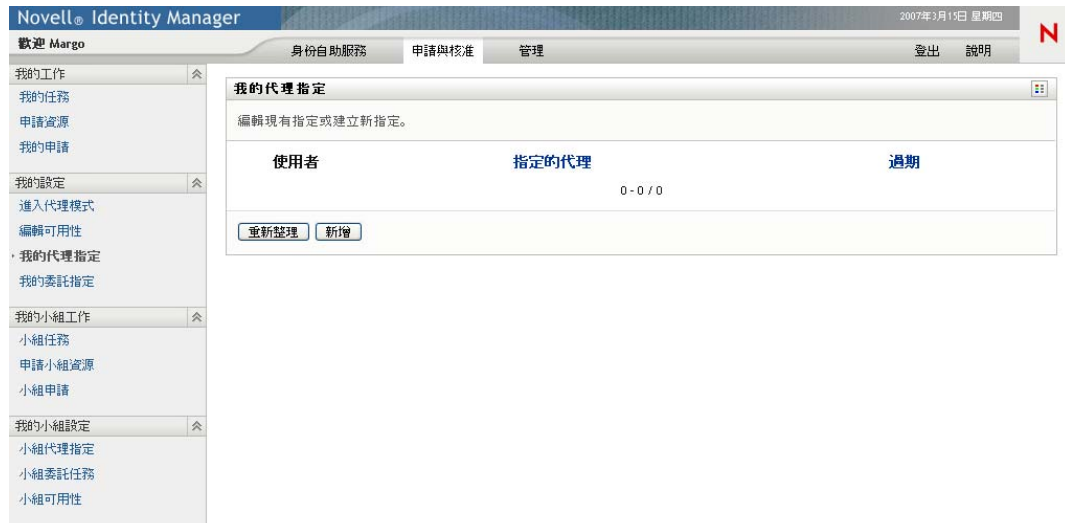 Novell® Identity Manager
2007年3月15日 星期四
歡迎 Margo
身份自助服務 申請與核准 管理 登出 說明
N
我的工作
我的任務
申請資源
我的申請
我的設定
進入代理模式
編輯可用性
我的代理指定
我的委託指定
我的小組工作
小組任務
申請小組資源
小組申請
我的小組設定
小組代理指定
小組委託任務
小組可用性
我的代理指定
編輯現有指定或建立新指定。
使用者 指定的代理 過期
0 - 0 / 0
重新整理 新增